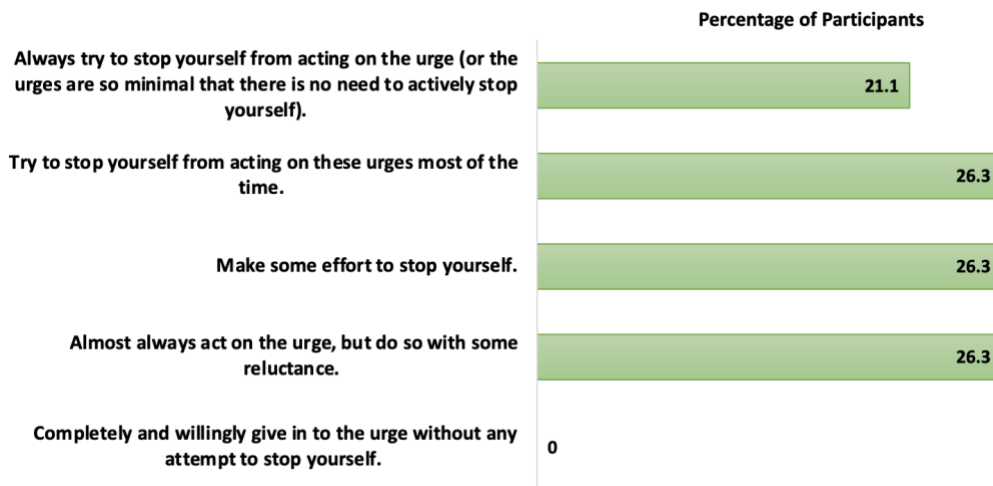 Percentage of Participants
Always try to stop yourself from acting on the urge (or the
urges are so minimal that there is no need to actively stop
yourself).
21.1
Try to stop yourself from acting on these urges most of the
time.
26.3
Make some effort to stop yourself.
26.3
Almost always act on the urge, but do so with some
reluctance.
26.3
Completely and willingly give in to the urge without any
attempt to stop yourself.
0